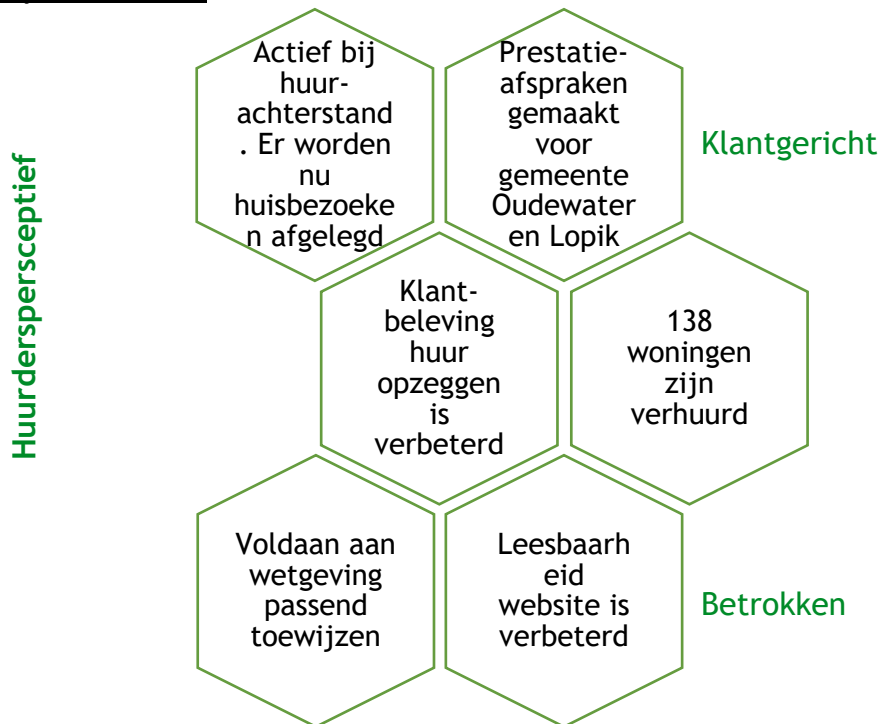 Huurderspersceptief
Actief bij
huur-
achterstand
. Er worden
nu
huisbezoeke
n afgelegd
Prestatie-
afspraken
gemaakt
voor
gemeente
Oudewater
en Lopik
Klantgericht
Klant-
beleving
huur
opzeggen
is
verbeterd
138
woningen
zijn
verhuurd
Voldaan aan
wetgeving
passend
toewijzen
Leesbaarh
eid
website is
verbeterd
Betrokken